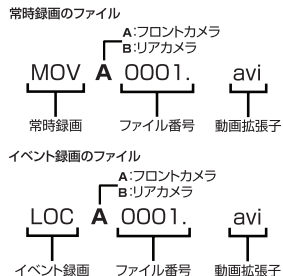 常時録画のファイル
A:フロントカメラ
B:リアカメラ
MOV A 0001. avi
常時録画 ファイル番号 動画拡張子
イベント録画のファイル
A:フロントカメラ
B:リアカメラ
LOC A 0001. avi
イベント録画 ファイル番号 動画拡張子